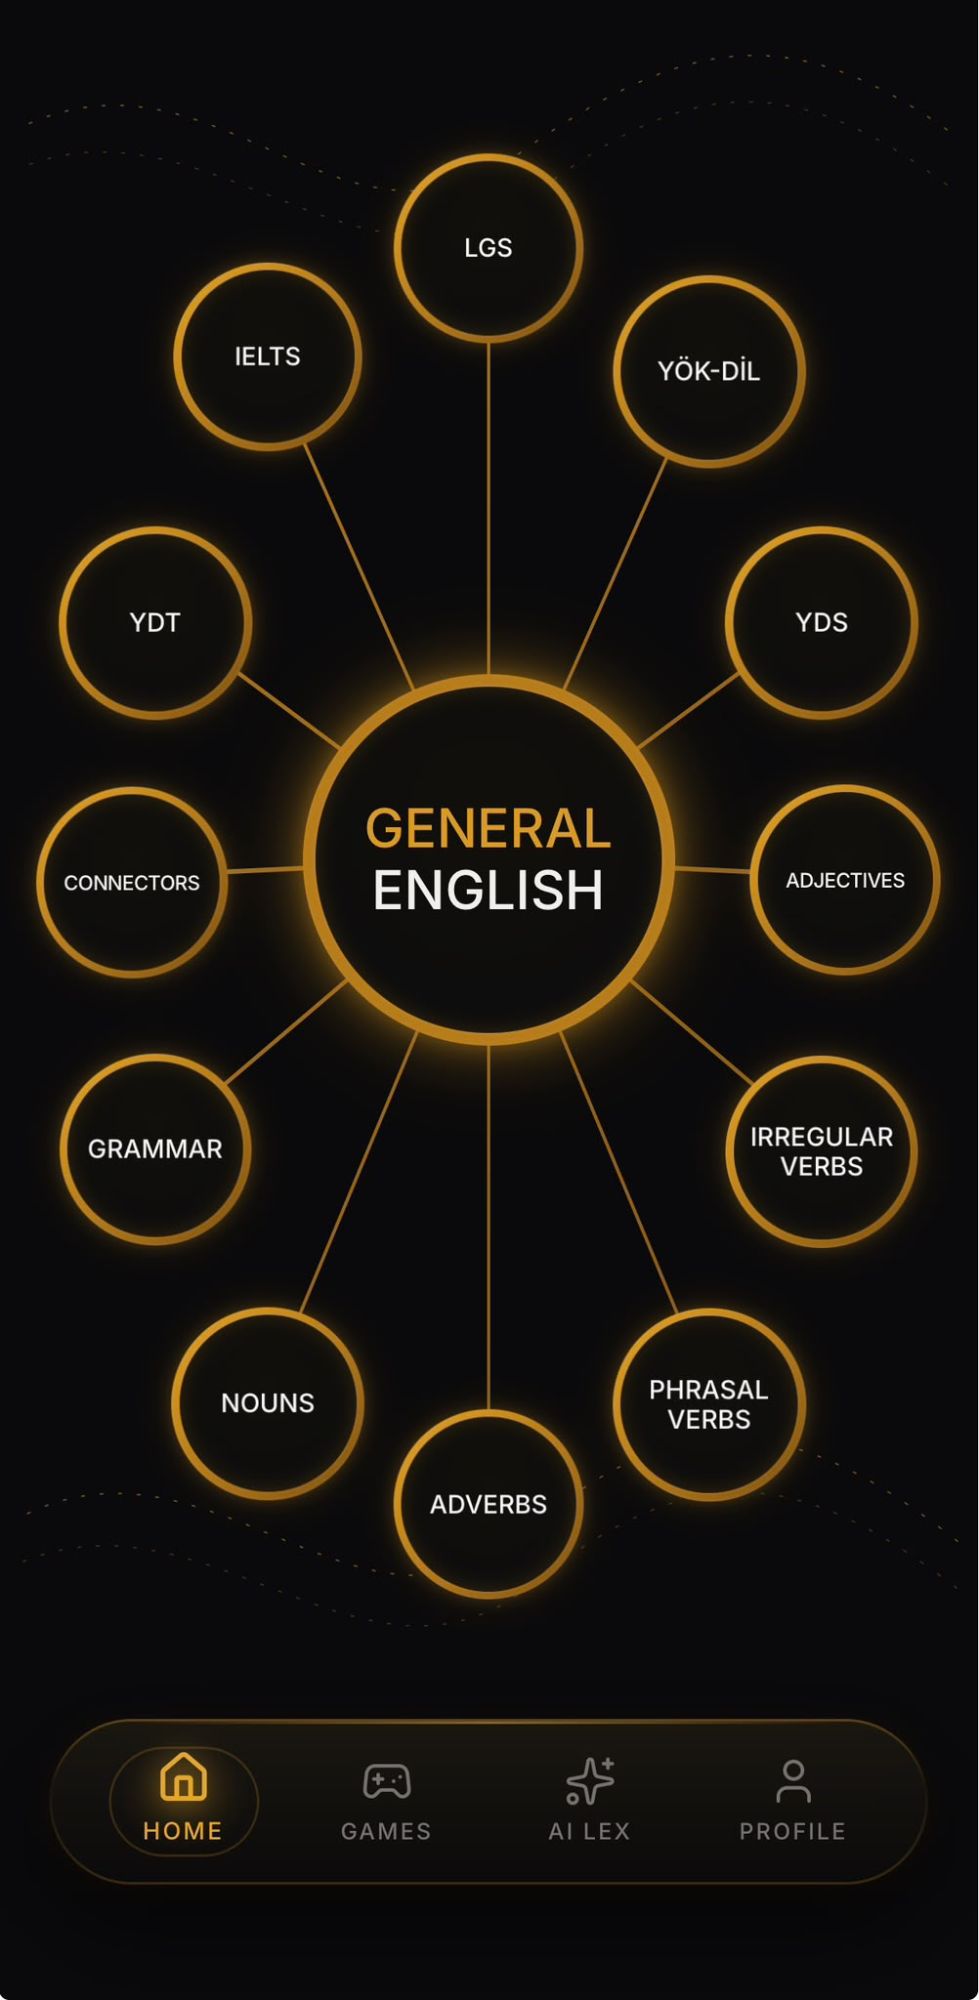 LGS
IELTS
YÖK-DİL
YDT
YDS
GENERAL
ENGLISH
CONNECTORS
ADJECTIVES
GRAMMAR
IRREGULAR
VERBS
NOUNS
PHRASAL
VERBS
ADVERBS
HOME
GAMES
AI LEX
PROFILE